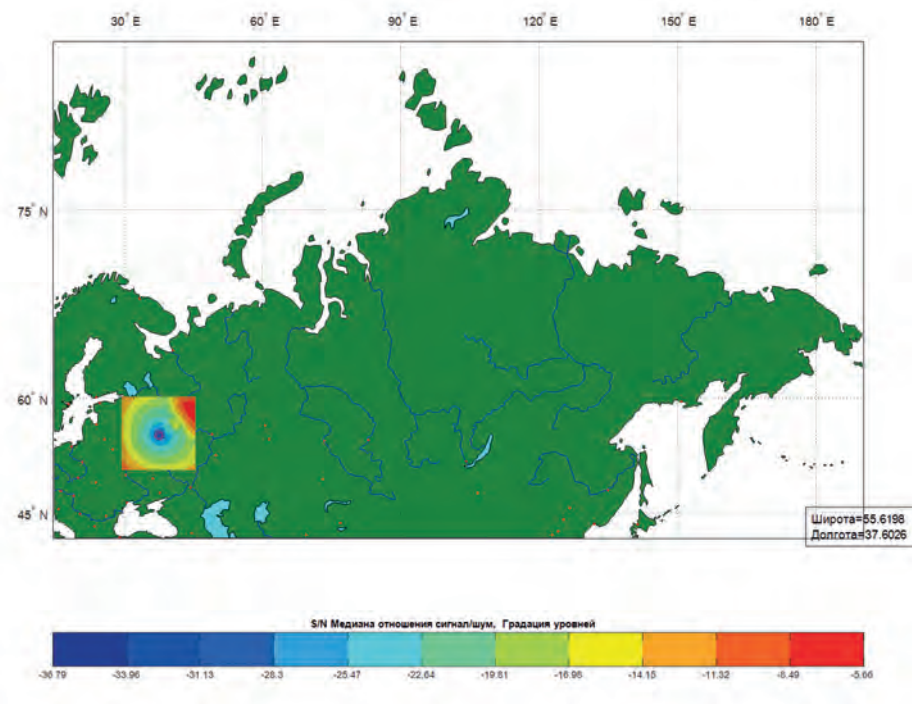 30° E 60° E 90° E 120° E 150° E 180° E
75° N
60° N
45° N
Широта=55.6198
Долгота=37.6026
S/N Медиана отношения сигнал/шум, Градация уровней
-36.79 -33.96 -31.13 -28.3 -25.47 -22.64 -19.81 -16.98 -14.15 -11.32 -8.49 -5.66